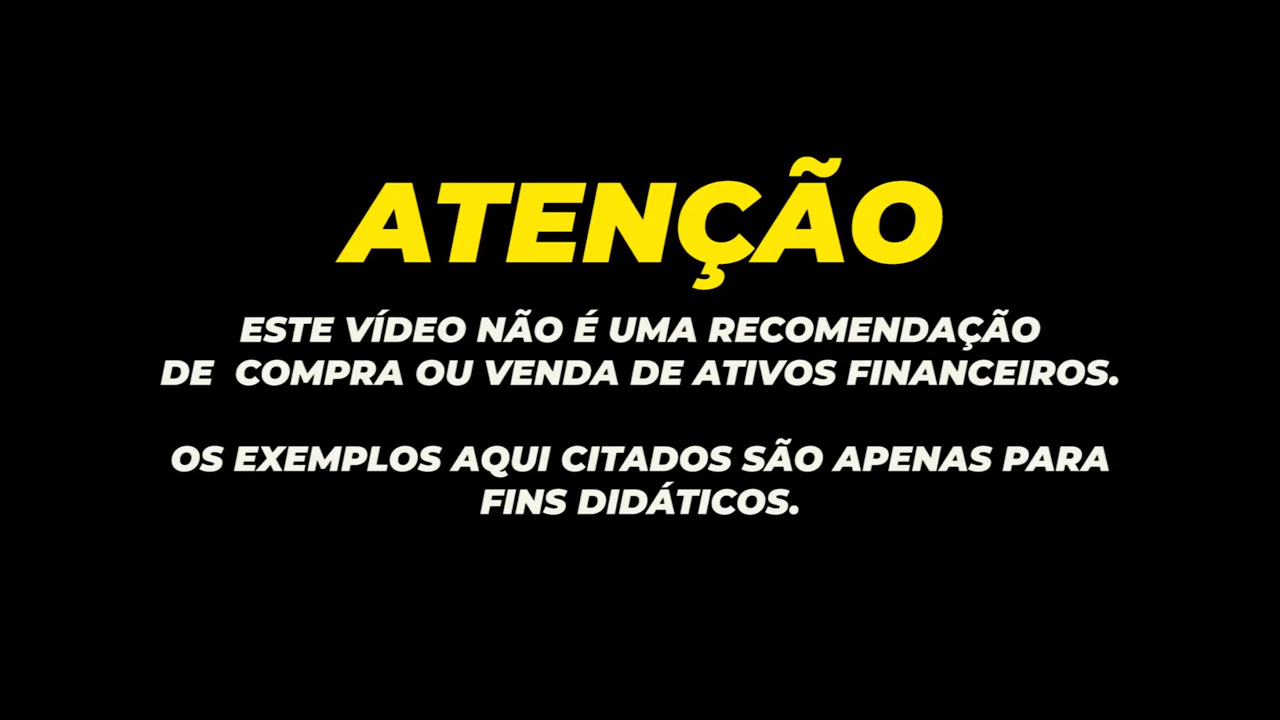 ATENÇÃO
ESTE VÍDEO NÃO É UMA RECOMENDAÇÃO
DE  COMPRA OU VENDA DE ATIVOS FINANCEIROS.
OS EXEMPLOS AQUI CITADOS SÃO APENAS PARA
FINS DIDÁTICOS.